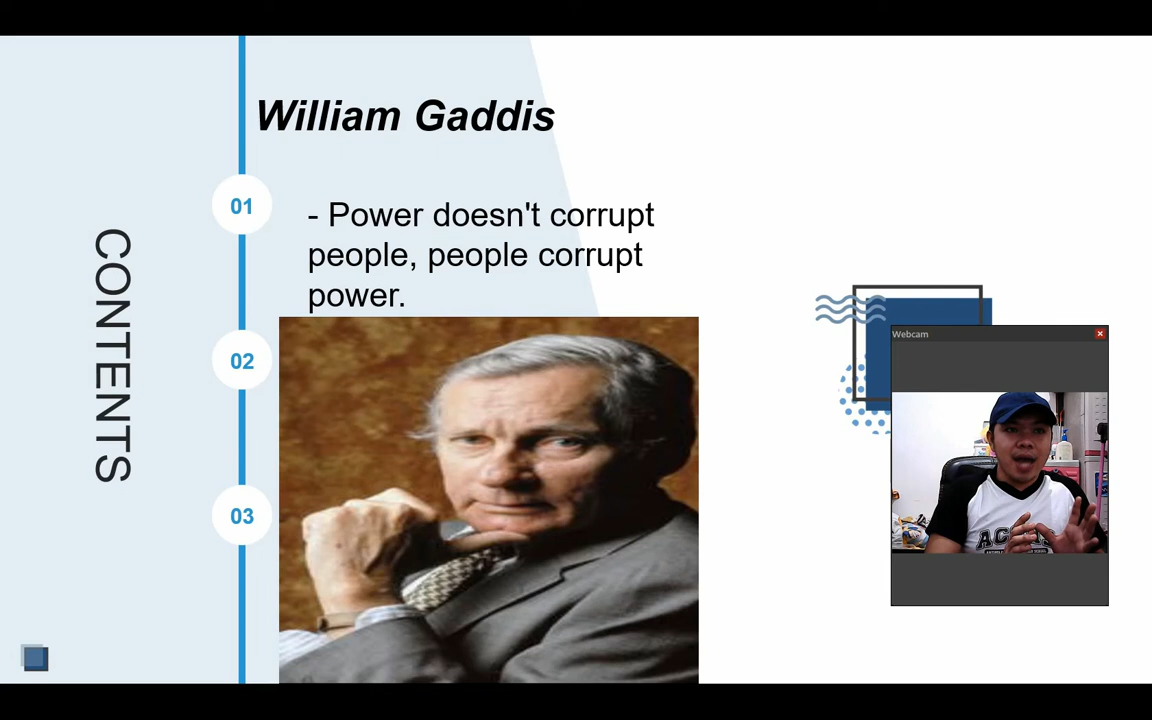 William Gaddis
01
- Power doesn't corrupt
people, people corrupt
power.
CONTENTS
02
03
Webcam